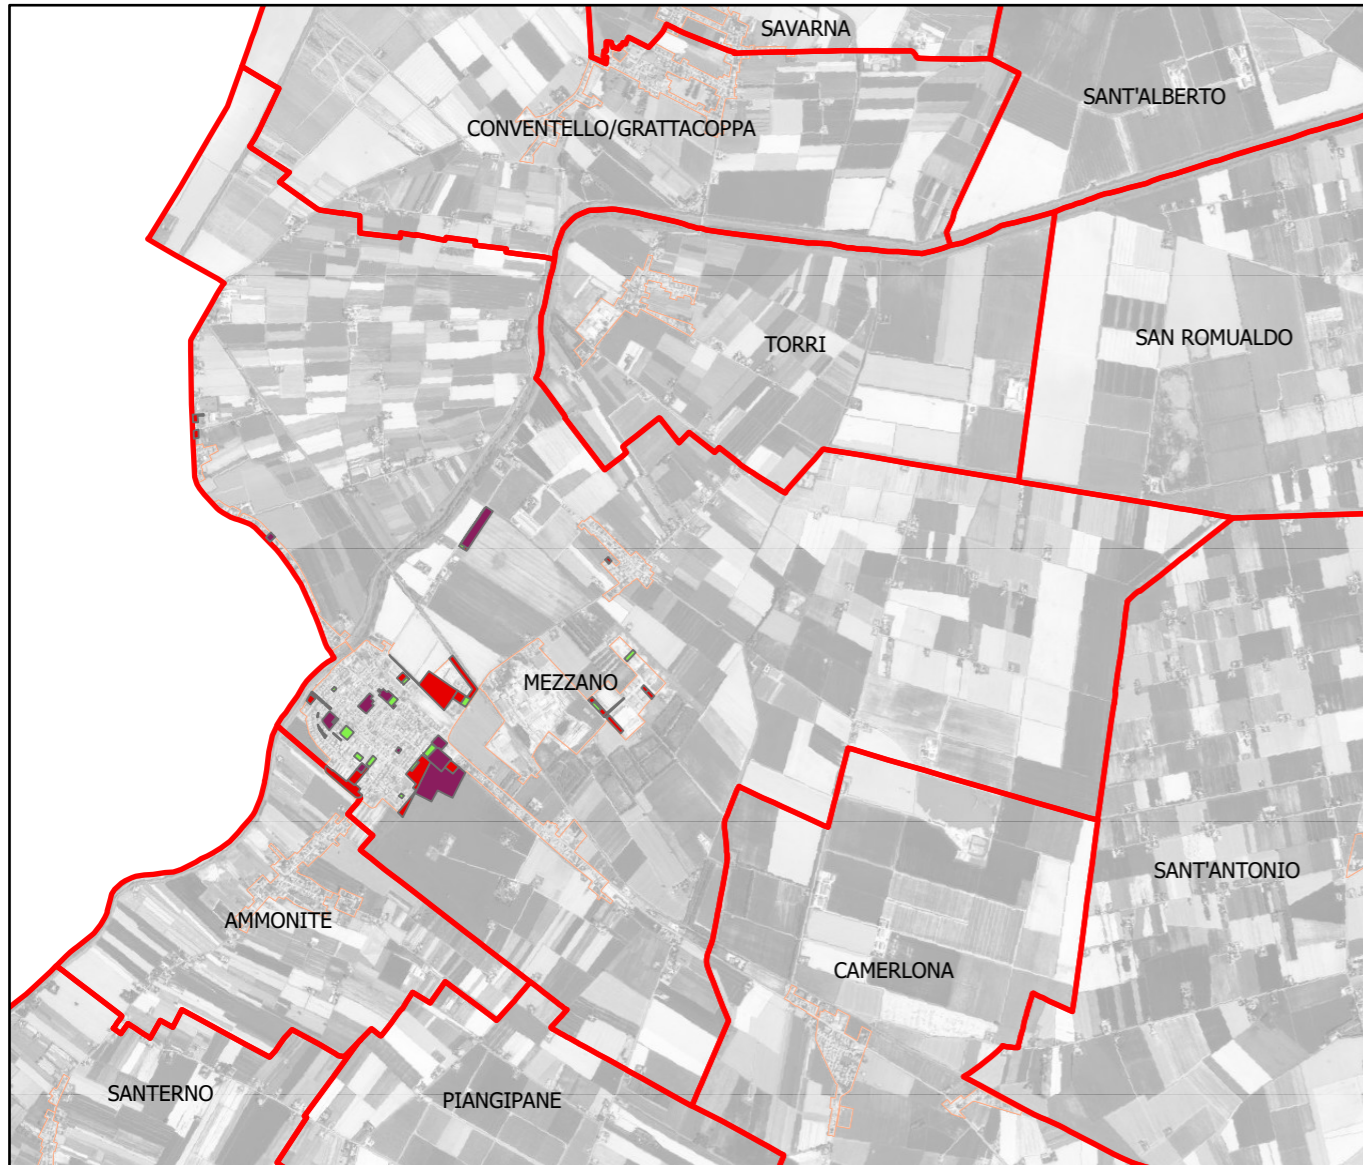 SAVARNA
SANT'ALBERTO
CONVENTELLO/GRATTACOPPA
SAN ROMUALDO
TORRI
MEZZANO
SANT'ANTONIO
AMMONITE
CAMERLONA
SANTERNO
PIANGIPANE